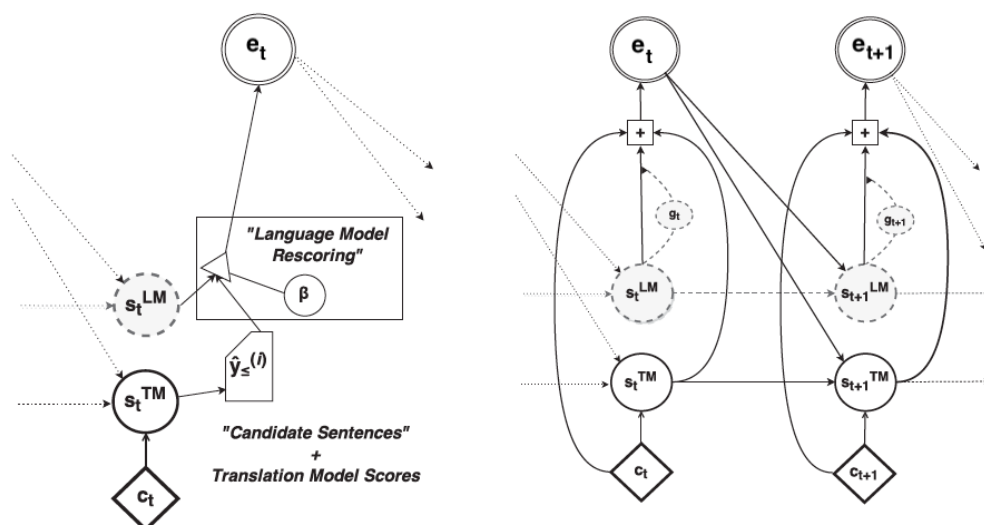 e_t
"Language Model
Rescoring"
β
s_t^LM
ŷ_≤^(i)
s_t^TM
"Candidate Sentences"
+
Translation Model Scores
c_t
e_t
e_t+1
+
+
g_t
g_t+1
s_t^LM
s_t+1^LM
s_t^TM
s_t+1^TM
c_t
c_t+1